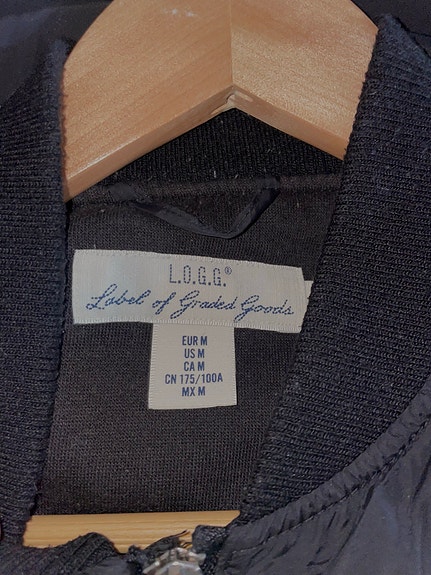 L.O.G.G.®
Label of Graded Goods
EUR M
US M
CA M
CN 175/100A
MX M